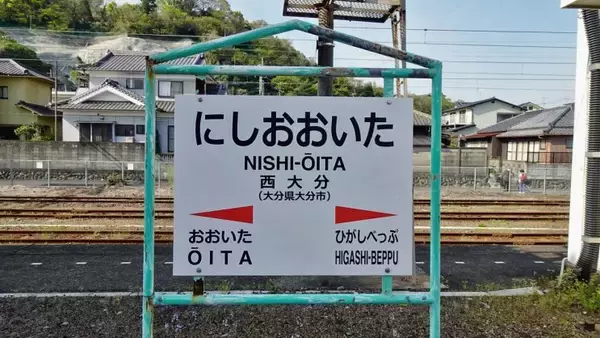 にしおおいた
NISHI-ŌITA
西大分
(大分県大分市)
おおいた
ŌITA
ひがしべっぷ
HIGASHI-BEPPU